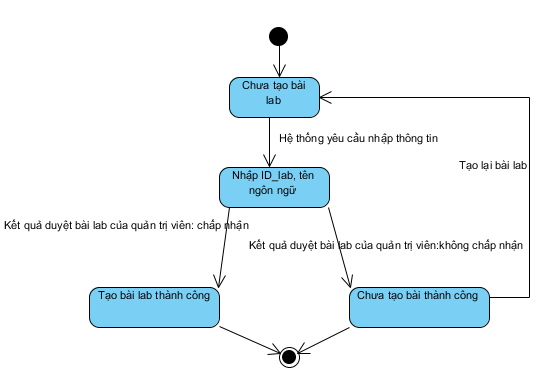 Chưa tạo bài
lab
Hệ thống yêu cầu nhập thông tin
Tạo lại bài lab
Nhập ID_lab, tên
ngôn ngữ
Kết quả duyệt bài lab của quản trị viên: chấp nhận
Kết quả duyệt bài lab của quản trị viên:không chấp nhận
Tạo bài lab thành công
Chưa tạo bài thành công